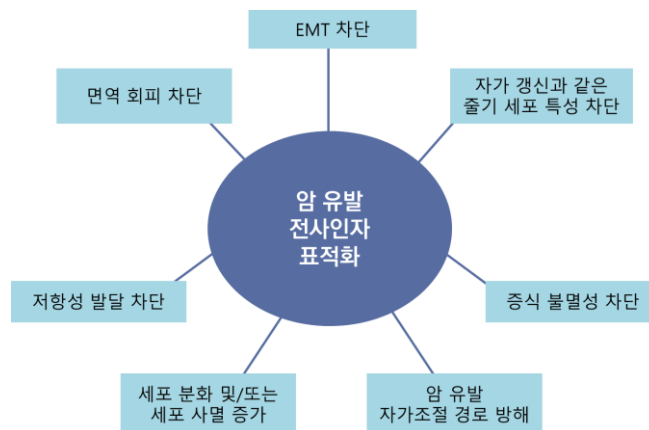 EMT 차단
면역 회피 차단
자가 갱신과 같은
줄기 세포 특성 차단
암 유발
전사인자
표적화
저항성 발달 차단
증식 불멸성 차단
세포 분화 및/또는
세포 사멸 증가
암 유발
자가조절 경로 방해